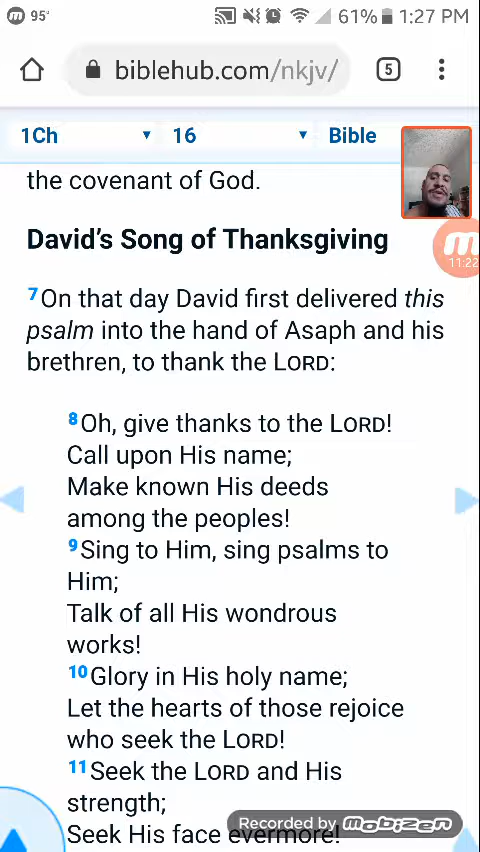 95° 61% 1:27 PM
biblehub.com/nkjv/ 5
1Ch 16 Bible
the covenant of God.
David's Song of Thanksgiving
11:22
7On that day David first delivered this
psalm into the hand of Asaph and his
brethren, to thank the LORD:
8Oh, give thanks to the LORD!
Call upon His name;
Make known His deeds
among the peoples!
9Sing to Him, sing psalms to
Him;
Talk of all His wondrous
works!
10Glory in His holy name;
Let the hearts of those rejoice
who seek the LORD!
11Seek the LORD and His
strength;
Seek His face evermore!
Recorded by mobizen